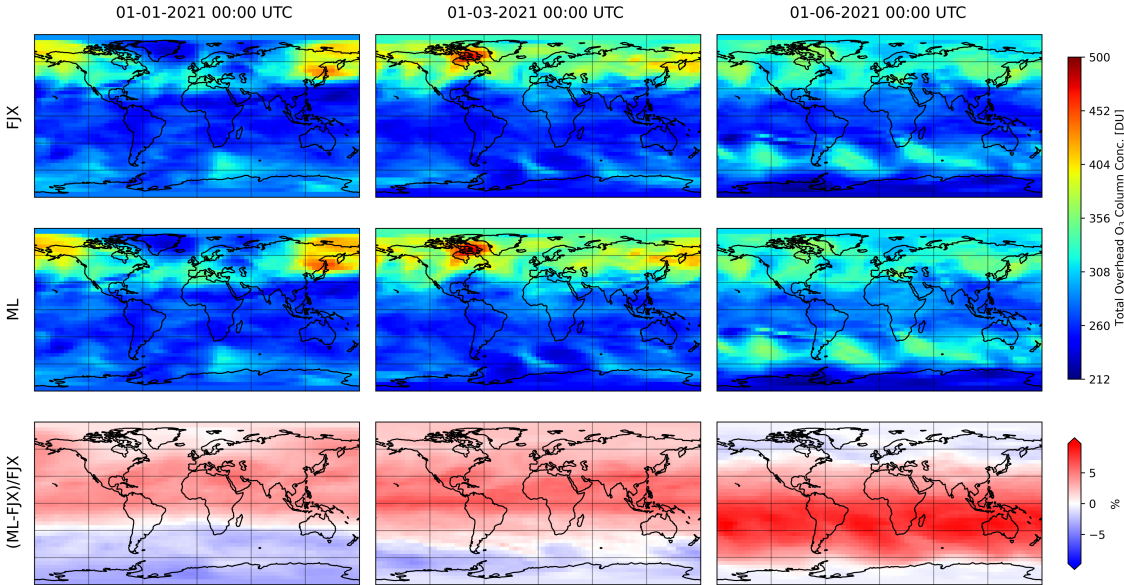 01-01-2021 00:00 UTC
01-03-2021 00:00 UTC
01-06-2021 00:00 UTC
FJX
ML
(ML-FJX)/FJX
500
452
404
356
308
260
212
Total Overhead O₃ Column Conc. [DU]
5
0
−5
%